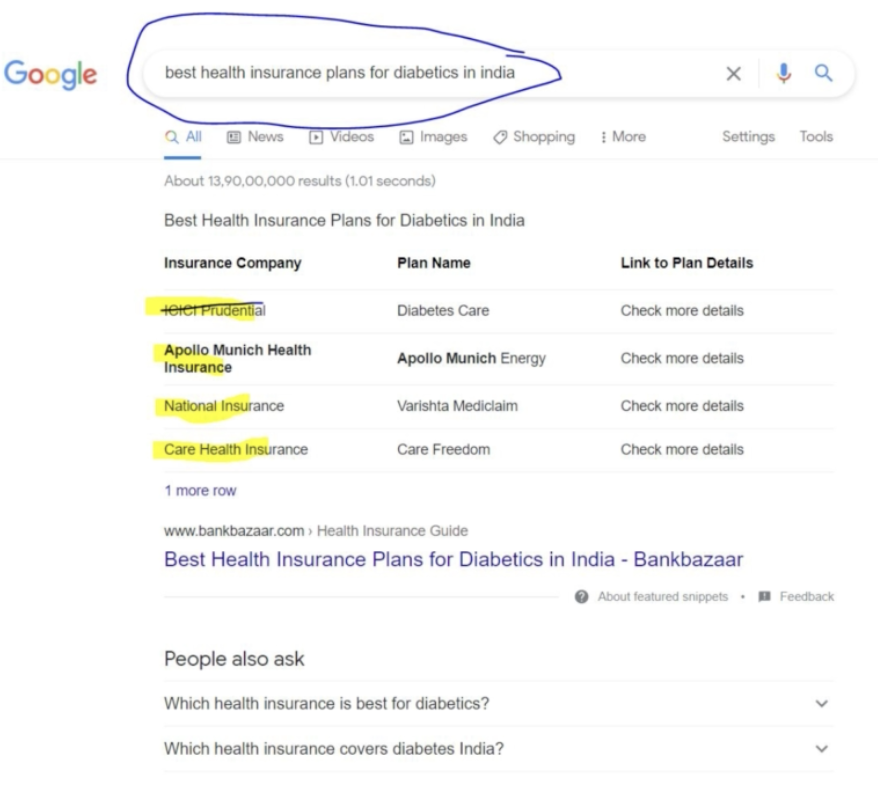 Google
best health insurance plans for diabetics in india
All News Videos Images Shopping More Settings Tools
About 13,90,00,000 results (1.01 seconds)
Best Health Insurance Plans for Diabetics in India
Insurance Company Plan Name Link to Plan Details
ICICI Prudential Diabetes Care Check more details
Apollo Munich Health Insurance Apollo Munich Energy Check more details
National Insurance Varishta Mediclaim Check more details
Care Health Insurance Care Freedom Check more details
1 more row
www.bankbazaar.com › Health Insurance Guide
Best Health Insurance Plans for Diabetics in India - Bankbazaar
About featured snippets • Feedback
People also ask
Which health insurance is best for diabetics?
Which health insurance covers diabetes India?